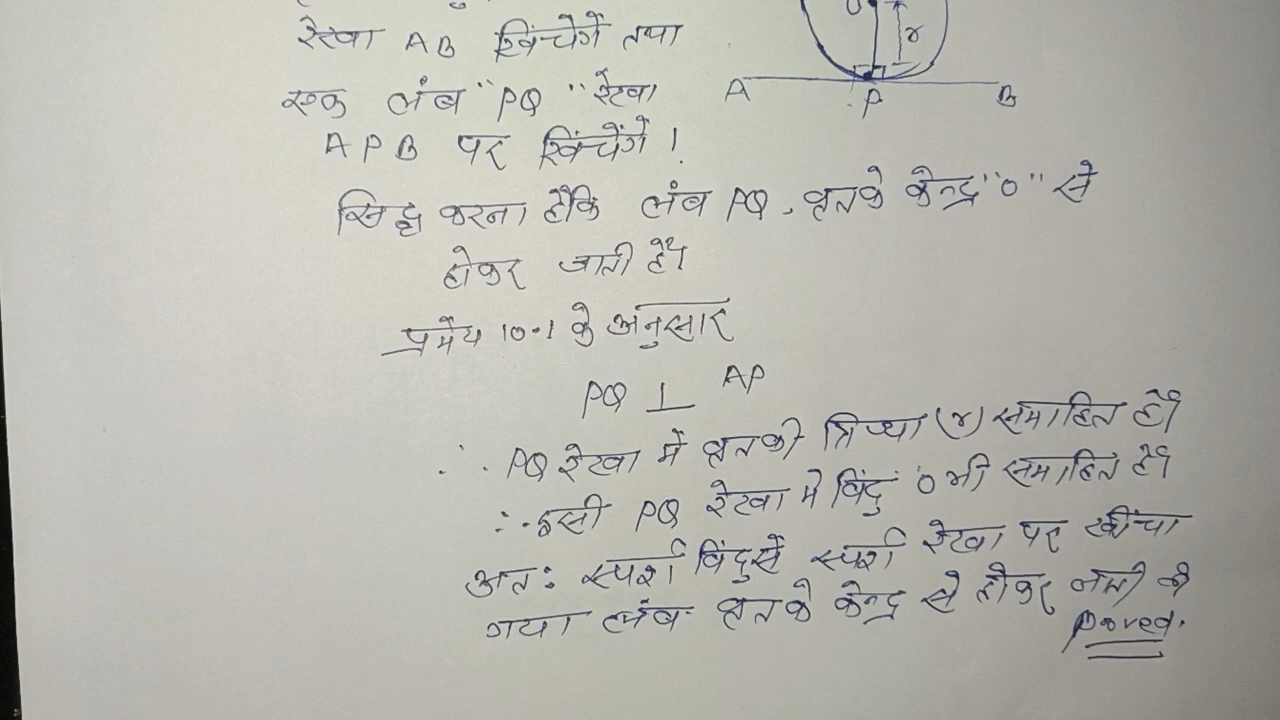 रेखा AB खिंचेगें तथा
एक लंब "PQ" रेखा
APB पर खिंचेंगे।
O
r
A P B
सिद्ध करना है कि लंब PQ, वृत के केन्द्र "O" से
होकर जाती है।
प्रमेय 10.1 के अनुसार
PQ ⊥ AP
∴ PQ रेखा में वृत की त्रिज्या (r) समाहित है।
∴ इसी PQ रेखा मे बिंदु 'O भी समाहित है।
अत: स्पर्श बिंदु से स्पर्श रेखा पर खींचा
गया लंब वृत के केन्द्र से होकर जाती है
Proved.